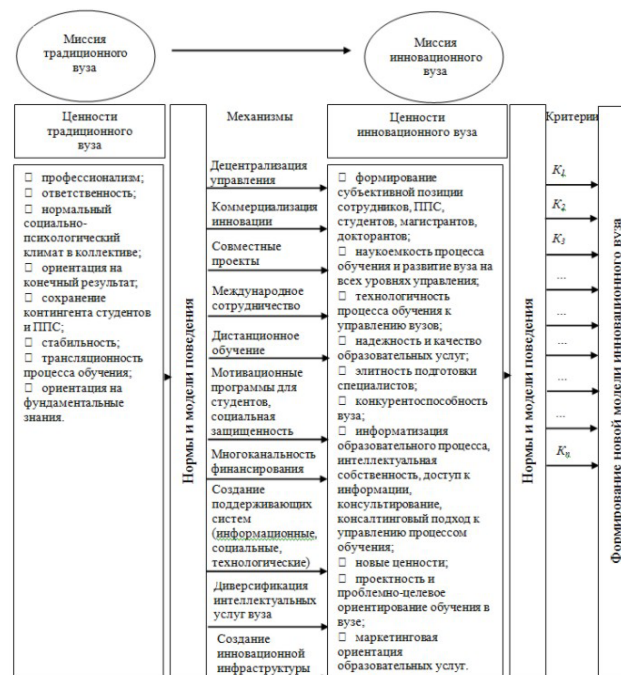 Миссия
традиционного
вуза
Миссия
инновационного
вуза
Ценности
традиционного
вуза
□ профессионализм;
□ ответственность;
□ нормальный
социально-
психологический
климат в коллективе;
□ ориентация на
конечный результат;
□ сохранение
контингента студентов
и ППС;
□ стабильность;
□ трансляционность
процесса обучения;
□ ориентация на
фундаментальные
знания.
Нормы и модели поведения
Механизмы
Децентрализация
управления
Коммерциализация
инновации
Совместные
проекты
Международное
сотрудничество
Дистанционное
обучение
Мотивационные
программы для
студентов,
социальная
защищенность
Многоканальность
финансирования
Создание
поддерживающих
систем
(информационные,
социальные,
технологические)
Диверсификация
интеллектуальных
услуг вуза
Создание
инновационной
инфраструктуры
Ценности
инновационного вуза
□ формирование
субъективной позиции
сотрудников, ППС,
студентов, магистрантов,
докторантов;
□ наукоемкость процесса
обучения и развитие вуза на
всех уровнях управления;
□ технологичность
процесса обучения к
управлению вузов;
□ надежность и качество
образовательных услуг;
□ элитность подготовки
специалистов;
□ конкурентоспособность
вуза;
□ информатизация
образовательного процесса,
интеллектуальная
собственность, доступ к
информации,
консультирование,
консалтинговый подход к
управлению процессом
обучения;
□ новые ценности;
□ проектность и
проблемно-целевое
ориентирование обучения в
вузе;
□ маркетинговая
ориентация
образовательных услуг.
Нормы и модели поведения
Критерии
K1
K2
K3
...
...
...
...
...
Kn
Формирование новой модели инновационного вуза